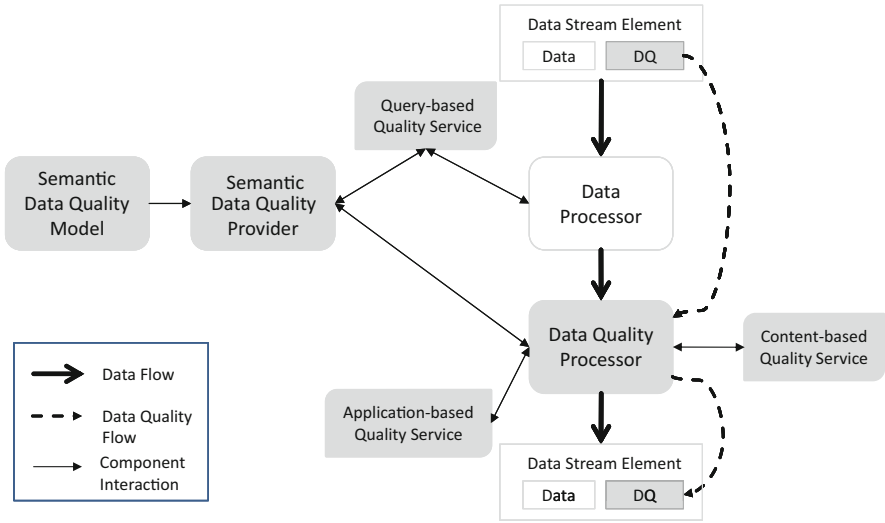 Data Stream Element
Data
DQ
Query-based
Quality Service
Semantic
Data Quality
Model
Semantic
Data Quality
Provider
Data
Processor
Data Quality
Processor
Content-based
Quality Service
Application-based
Quality Service
Data Stream Element
Data
DQ
Data Flow
Data Quality
Flow
Component
Interaction